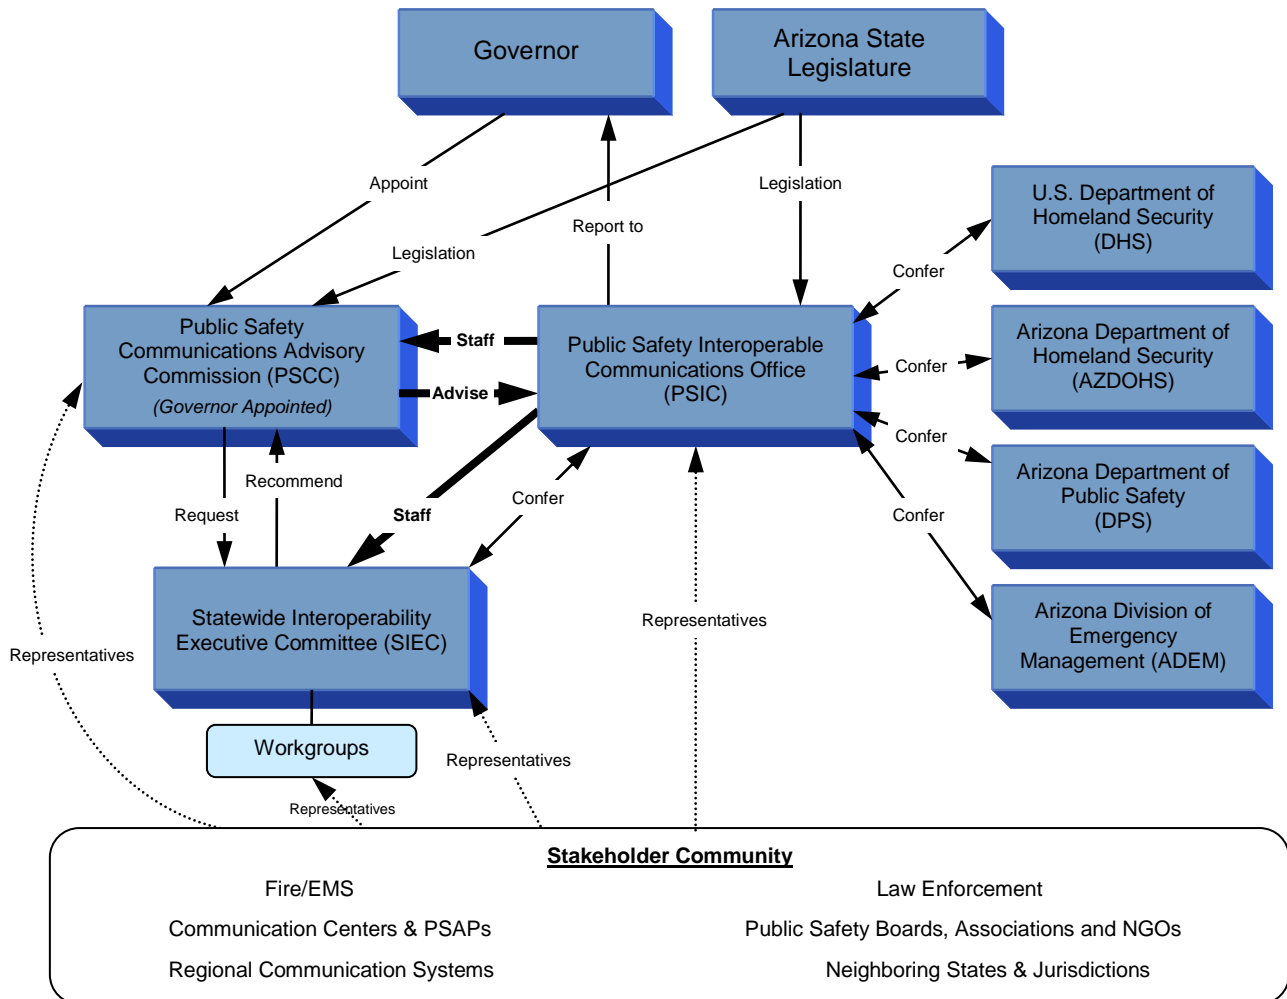 Governor
Arizona State
Legislature
Appoint
Legislation
Report to
Legislation
U.S. Department of
Homeland Security
(DHS)
Confer
Public Safety
Communications Advisory
Commission (PSCC)
(Governor Appointed)
Staff
Advise
Public Safety Interoperable
Communications Office
(PSIC)
Confer
Arizona Department of
Homeland Security
(AZDOHS)
Confer
Arizona Department of
Public Safety
(DPS)
Confer
Request
Recommend
Staff
Confer
Statewide Interoperability
Executive Committee (SIEC)
Arizona Division of
Emergency
Management (ADEM)
Representatives
Representatives
Workgroups
Representatives
Representatives
Stakeholder Community
Fire/EMS
Law Enforcement
Communication Centers & PSAPs
Public Safety Boards, Associations and NGOs
Regional Communication Systems
Neighboring States & Jurisdictions